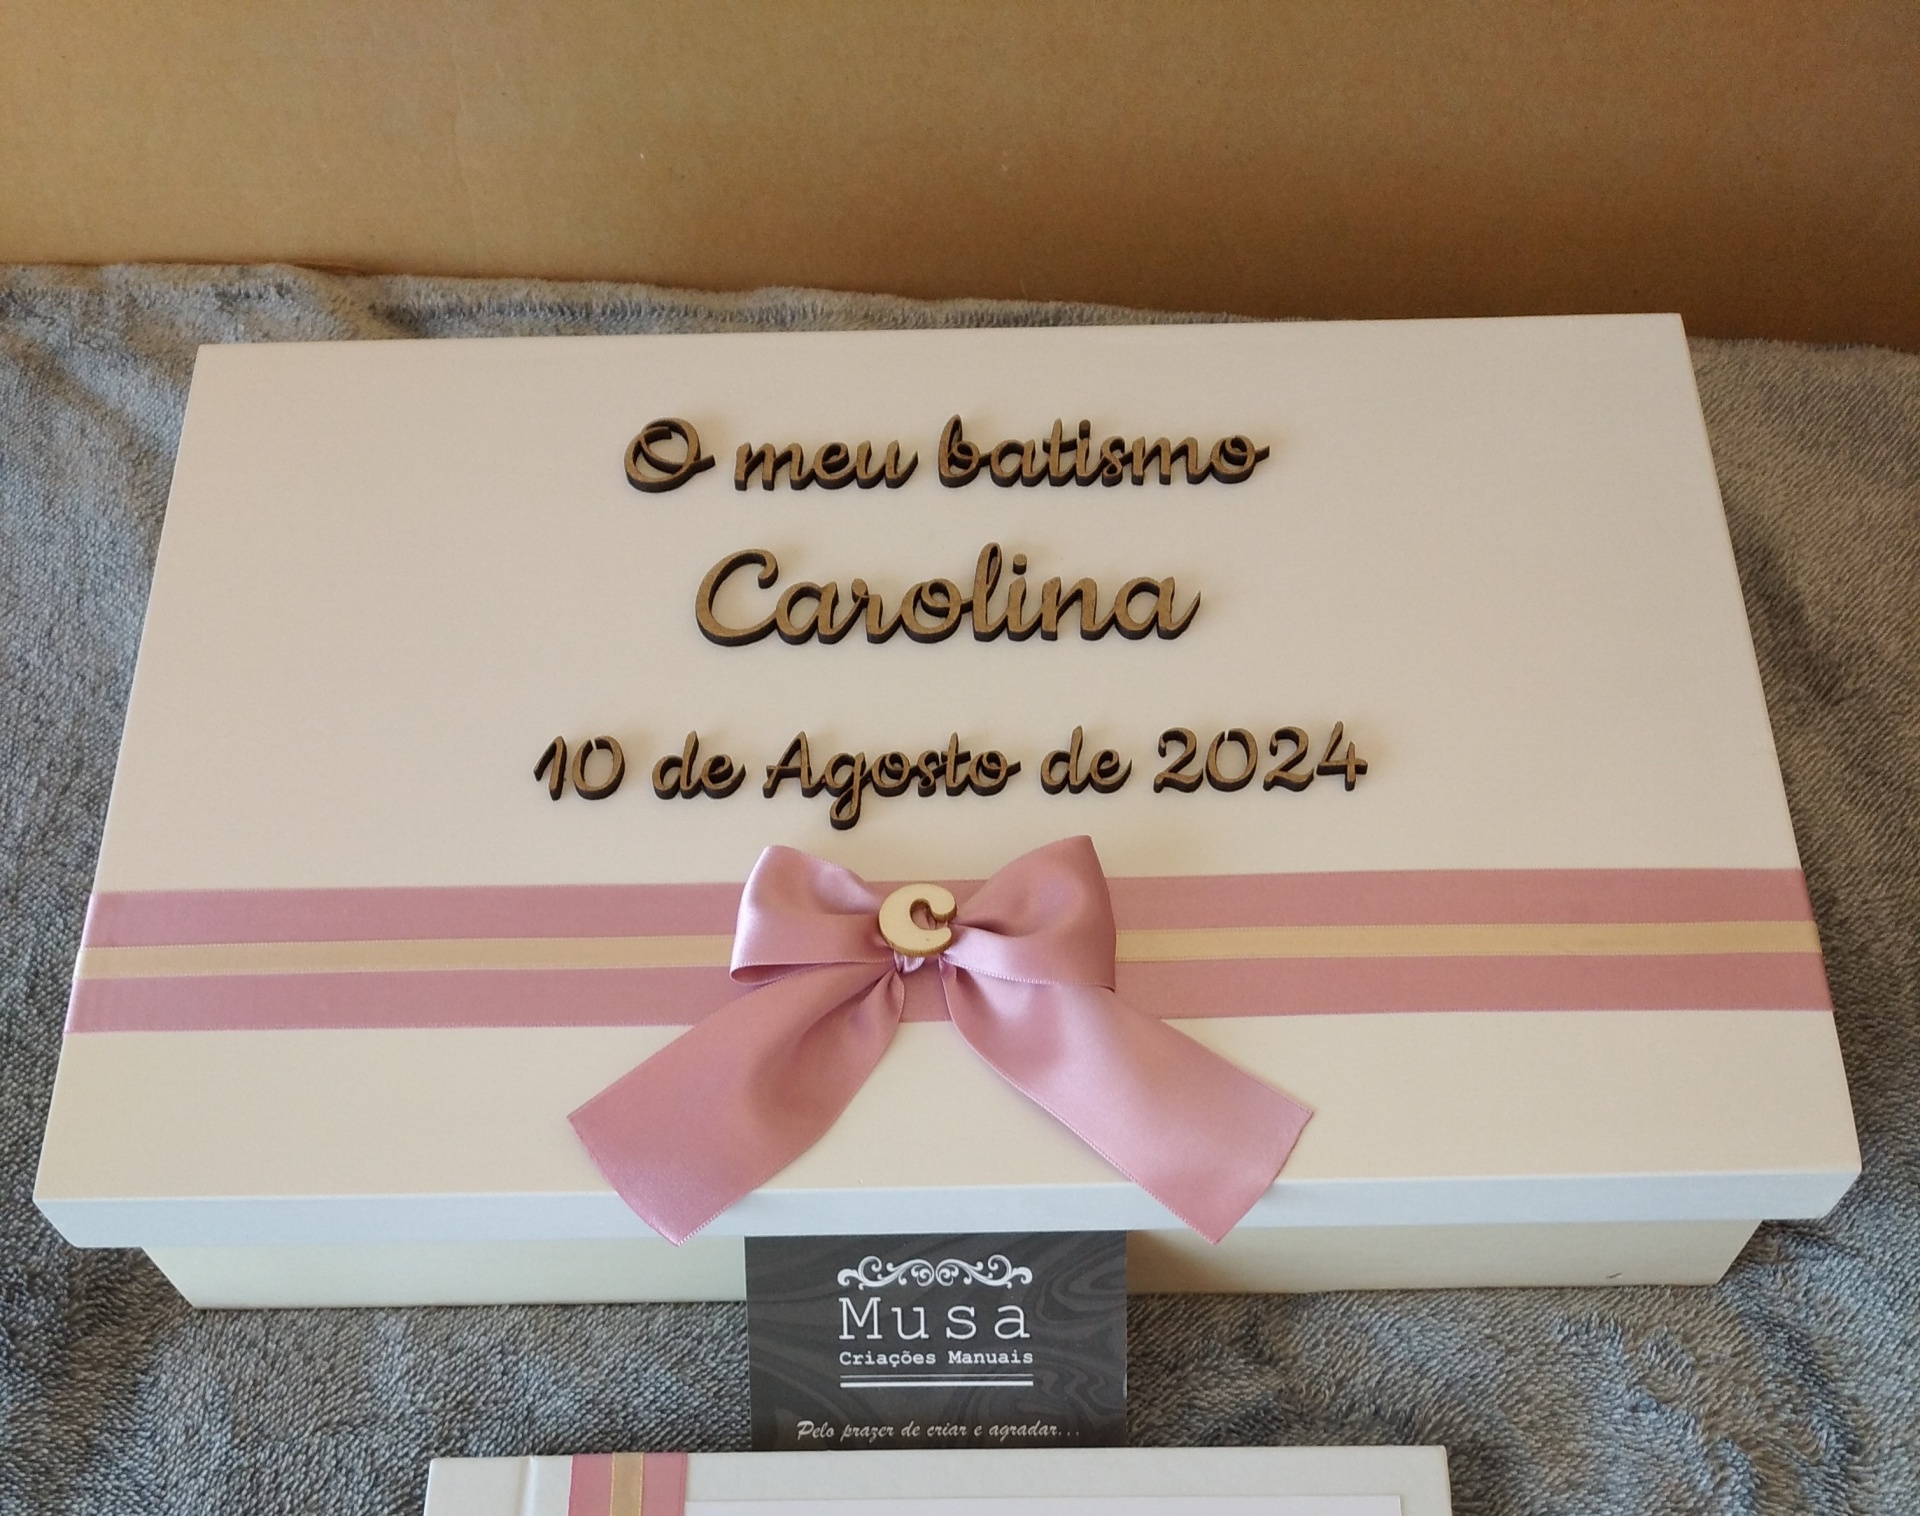 O meu batismo
Carolina
10 de Agosto de 2024
C
Musa
Criações Manuais
Pelo prazer de criar e agradar...